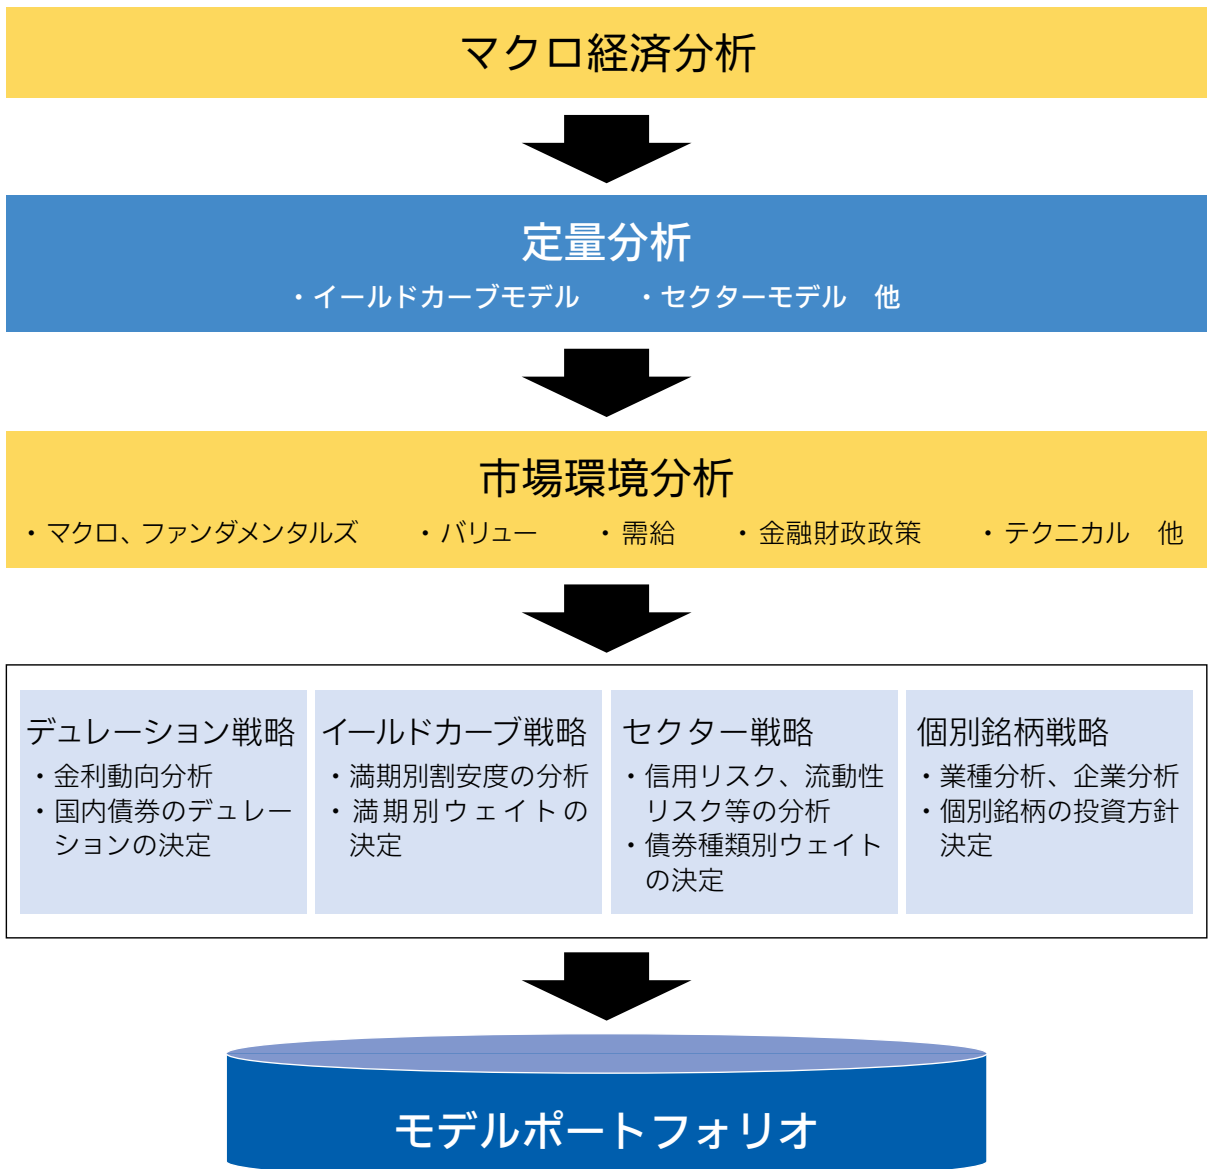 マクロ経済分析
定量分析
・イールドカーブモデル ・セクターモデル 他
市場環境分析
・マクロ、ファンダメンタルズ ・バリュー ・需給 ・金融財政政策 ・テクニカル 他
デュレーション戦略
・金利動向分析
・国内債券のデュレー
ションの決定
イールドカーブ戦略
・満期別割安度の分析
・満期別ウェイトの
決定
セクター戦略
・信用リスク、流動性
リスク等の分析
・債券種類別ウェイト
の決定
個別銘柄戦略
・業種分析、企業分析
・個別銘柄の投資方針
決定
モデルポートフォリオ